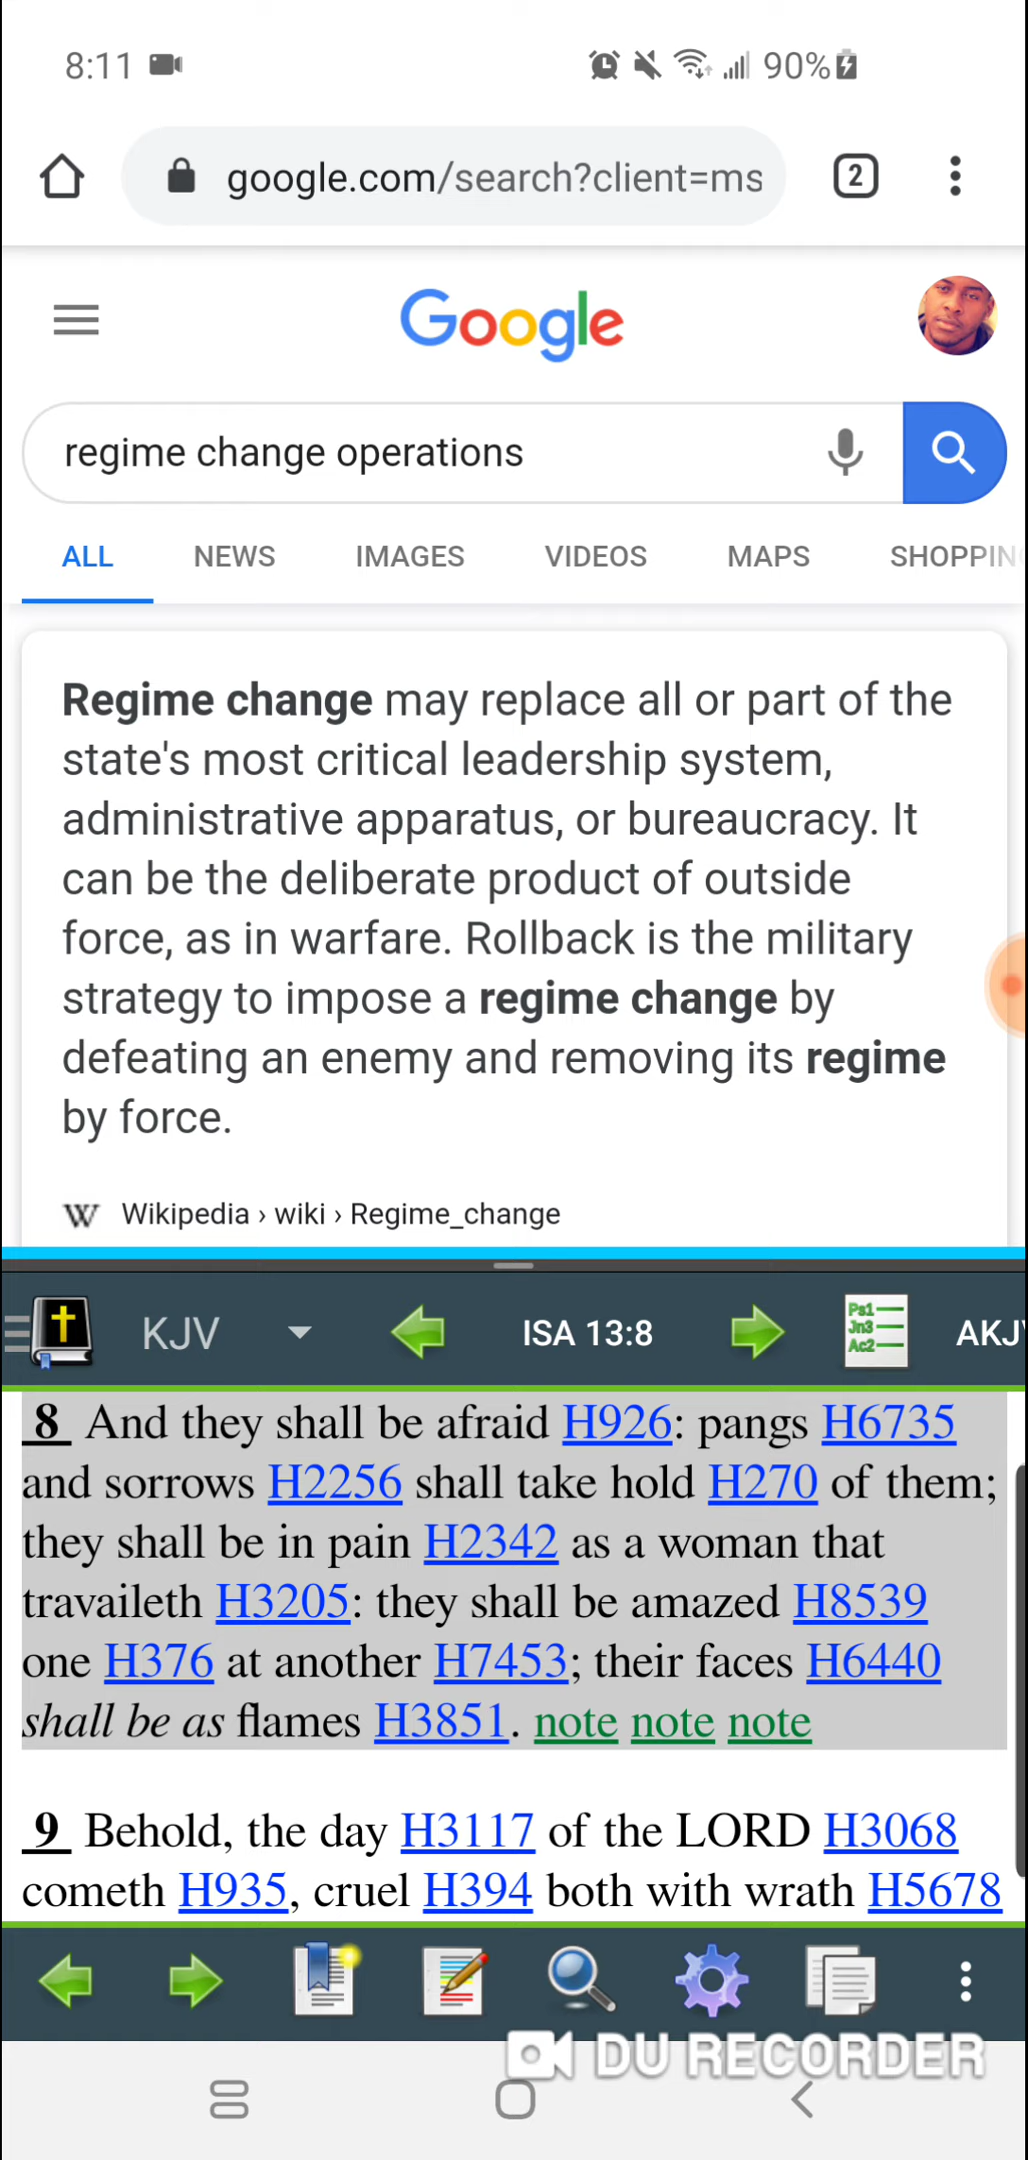 8:11 90%
google.com/search?client=ms 2
Google
regime change operations
ALL NEWS IMAGES VIDEOS MAPS SHOPPIN
Regime change may replace all or part of the
state's most critical leadership system,
administrative apparatus, or bureaucracy. It
can be the deliberate product of outside
force, as in warfare. Rollback is the military
strategy to impose a regime change by
defeating an enemy and removing its regime
by force.
W Wikipedia › wiki › Regime_change
KJV ISA 13:8 Ps1 AKJV
Jn3
Ac2
8 And they shall be afraid H926: pangs H6735
and sorrows H2256 shall take hold H270 of them;
they shall be in pain H2342 as a woman that
travaileth H3205: they shall be amazed H8539
one H376 at another H7453; their faces H6440
shall be as flames H3851. note note note
9 Behold, the day H3117 of the LORD H3068
cometh H935, cruel H394 both with wrath H5678
DU RECORDER